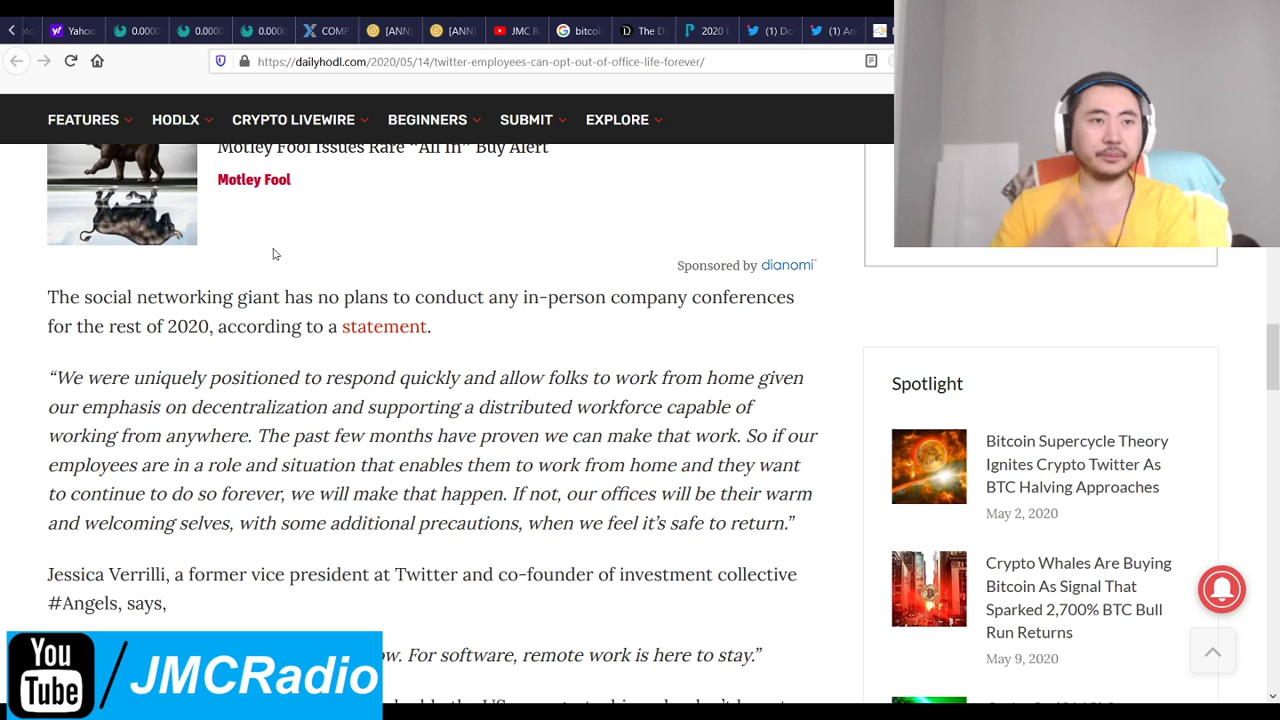 Yahoo
0.0000
0.0000
0.0000
COMP
[ANN]
[ANN]
JMC R
bitcoi
The D
2020 E
(1) Do
(1) An
https://dailyhodl.com/2020/05/14/twitter-employees-can-opt-out-of-office-life-forever/
FEATURES
HODLX
CRYPTO LIVEWIRE
BEGINNERS
SUBMIT
EXPLORE
Motley Fool Issues Rare "All In" Buy Alert
Motley Fool
Sponsored by dianomi
The social networking giant has no plans to conduct any in-person company conferences
for the rest of 2020, according to a statement.
“We were uniquely positioned to respond quickly and allow folks to work from home given
our emphasis on decentralization and supporting a distributed workforce capable of
working from anywhere. The past few months have proven we can make that work. So if our
employees are in a role and situation that enables them to work from home and they want
to continue to do so forever, we will make that happen. If not, our offices will be their warm
and welcoming selves, with some additional precautions, when we feel it’s safe to return.”
Jessica Verrilli, a former vice president at Twitter and co-founder of investment collective
#Angels, says,
ow. For software, remote work is here to stay.”
Spotlight
Bitcoin Supercycle Theory
Ignites Crypto Twitter As
BTC Halving Approaches
May 2, 2020
Crypto Whales Are Buying
Bitcoin As Signal That
Sparked 2,700% BTC Bull
Run Returns
May 9, 2020
You
Tube
/ JMCRadio